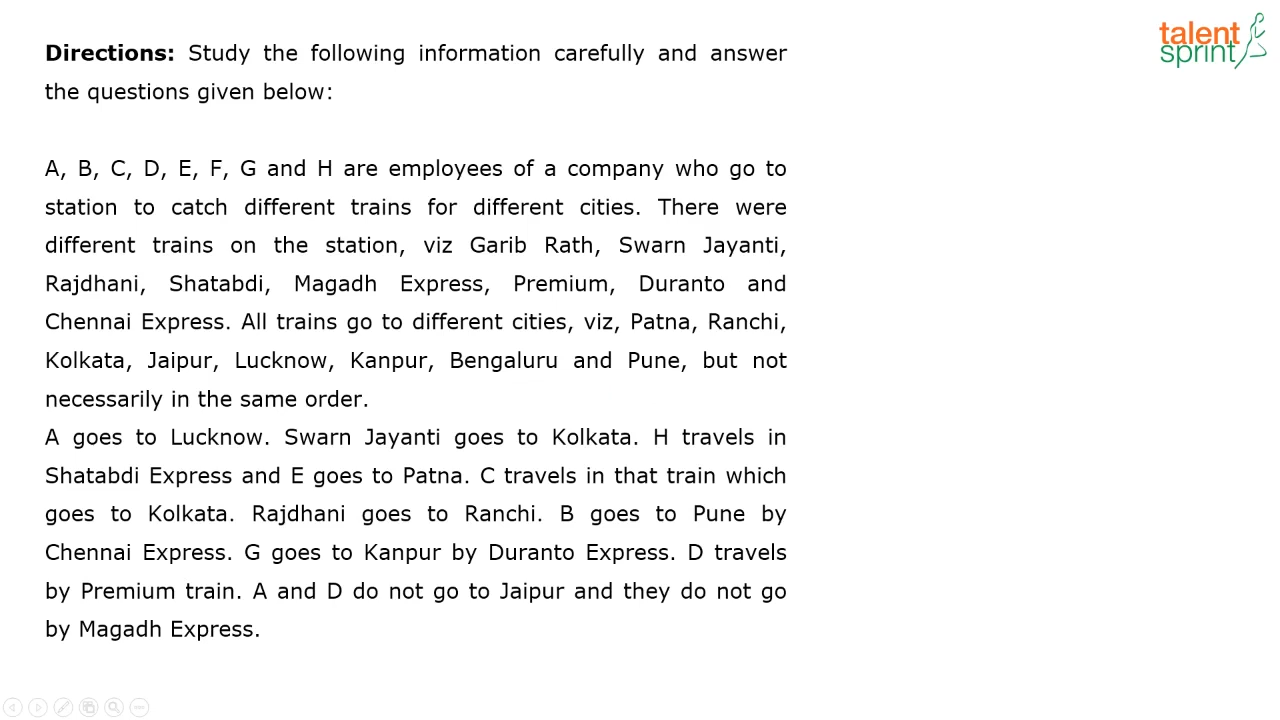 talent
sprint
Directions: Study the following information carefully and answer
the questions given below:
A, B, C, D, E, F, G and H are employees of a company who go to
station to catch different trains for different cities. There were
different trains on the station, viz Garib Rath, Swarn Jayanti,
Rajdhani, Shatabdi, Magadh Express, Premium, Duranto and
Chennai Express. All trains go to different cities, viz, Patna, Ranchi,
Kolkata, Jaipur, Lucknow, Kanpur, Bengaluru and Pune, but not
necessarily in the same order.
A goes to Lucknow. Swarn Jayanti goes to Kolkata. H travels in
Shatabdi Express and E goes to Patna. C travels in that train which
goes to Kolkata. Rajdhani goes to Ranchi. B goes to Pune by
Chennai Express. G goes to Kanpur by Duranto Express. D travels
by Premium train. A and D do not go to Jaipur and they do not go
by Magadh Express.